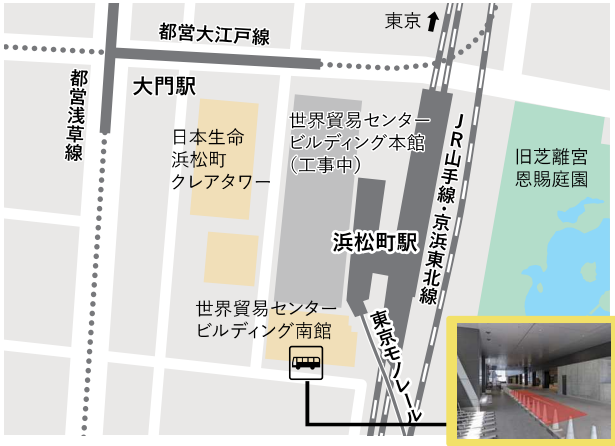 東京
都営大江戸線
大門駅
都営浅草線
日本生命
浜松町
クレアタワー
世界貿易センター
ビルディング本館
（工事中）
JR山手線・京浜東北線
旧芝離宮
恩賜庭園
浜松町駅
世界貿易センター
ビルディング南館
東京モノレール